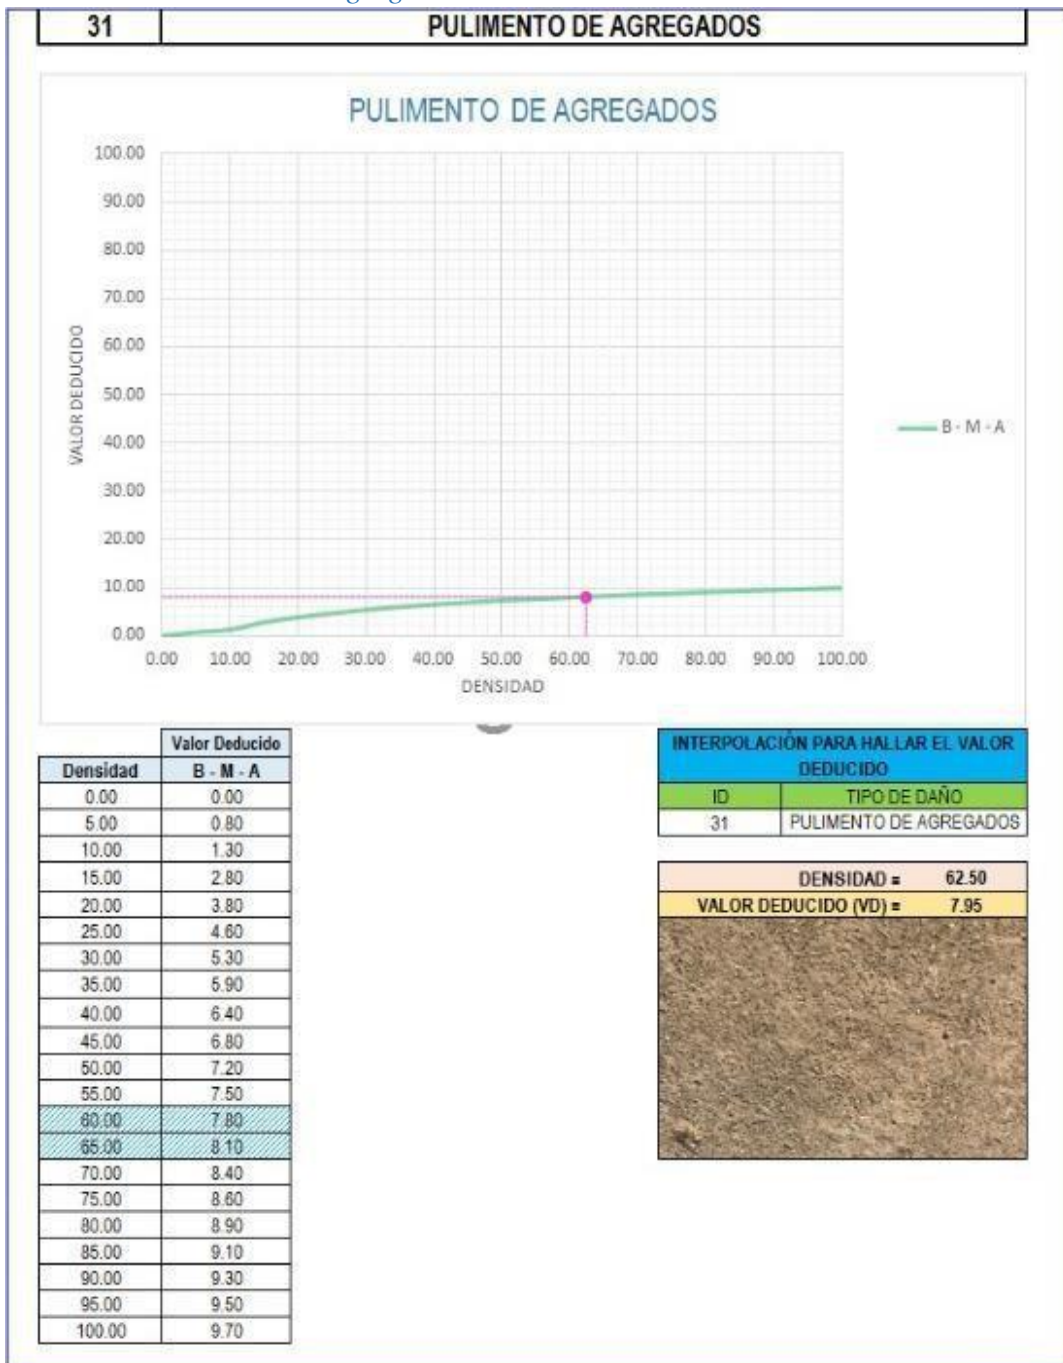 31 PULIMENTO DE AGREGADOS
PULIMENTO DE AGREGADOS
100.00
90.00
80.00
70.00
60.00
50.00
40.00
30.00
20.00
10.00
0.00
VALOR DEDUCIDO
B - M - A
0.00 10.00 20.00 30.00 40.00 50.00 60.00 70.00 80.00 90.00 100.00
DENSIDAD
Valor Deducido
Densidad B - M - A
0.00 0.00
5.00 0.80
10.00 1.30
15.00 2.80
20.00 3.80
25.00 4.60
30.00 5.30
35.00 5.90
40.00 6.40
45.00 6.80
50.00 7.20
55.00 7.50
60.00 7.80
65.00 8.10
70.00 8.40
75.00 8.60
80.00 8.90
85.00 9.10
90.00 9.30
95.00 9.50
100.00 9.70
INTERPOLACIÓN PARA HALLAR EL VALOR
DEDUCIDO
ID TIPO DE DAÑO
31 PULIMENTO DE AGREGADOS
DENSIDAD = 62.50
VALOR DEDUCIDO (VD) = 7.95